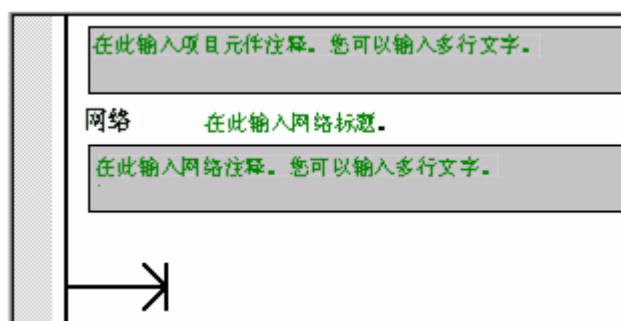 在此输入项目元件注释。您可以输入多行文字。
网络 在此输入网络标题。
在此输入网络注释。您可以输入多行文字。